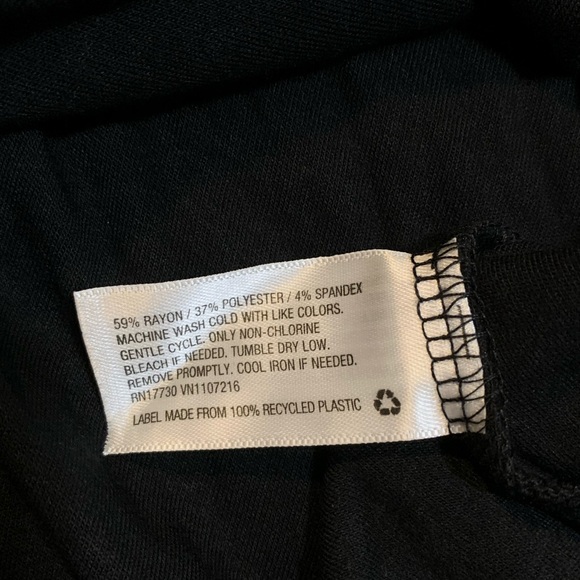 59% RAYON / 37% POLYESTER / 4% SPANDEX
MACHINE WASH COLD WITH LIKE COLORS.
GENTLE CYCLE. ONLY NON-CHLORINE
BLEACH IF NEEDED. TUMBLE DRY LOW.
REMOVE PROMPTLY. COOL IRON IF NEEDED.
RN17730 VN1107216
LABEL MADE FROM 100% RECYCLED PLASTIC